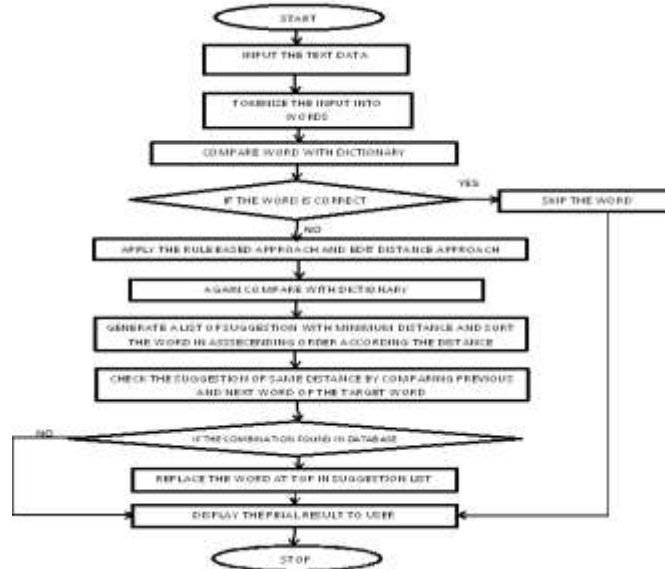 START
INPUT THE TEXT DATA
TOKENIZE THE INPUT INTO
WORDS
COMPARE WORD WITH DICTIONARY
IF THE WORD IS CORRECT
YES
SKIP THE WORD
NO
APPLY THE RULE BASED APPROACH AND EDIT DISTANCE APPROACH
AGAIN COMPARE WITH DICTIONARY
GENERATE A LIST OF SUGGESTION WITH MINIMUM DISTANCE AND SORT
THE WORD IN ASSSECENDING ORDER ACCORDING THE DISTANCE
CHECK THE SUGGESTION OF SAME DISTANCE BY COMPARING PREVIOUS
AND NEXT WORD OF THE TARGET WORD
NO
IF THE COMBINATION FOUND IN DATABASE
REPLACE THE WORD AT TOP IN SUGGESTION LIST
DISPLAY THE FINAL RESULT TO USER
STOP